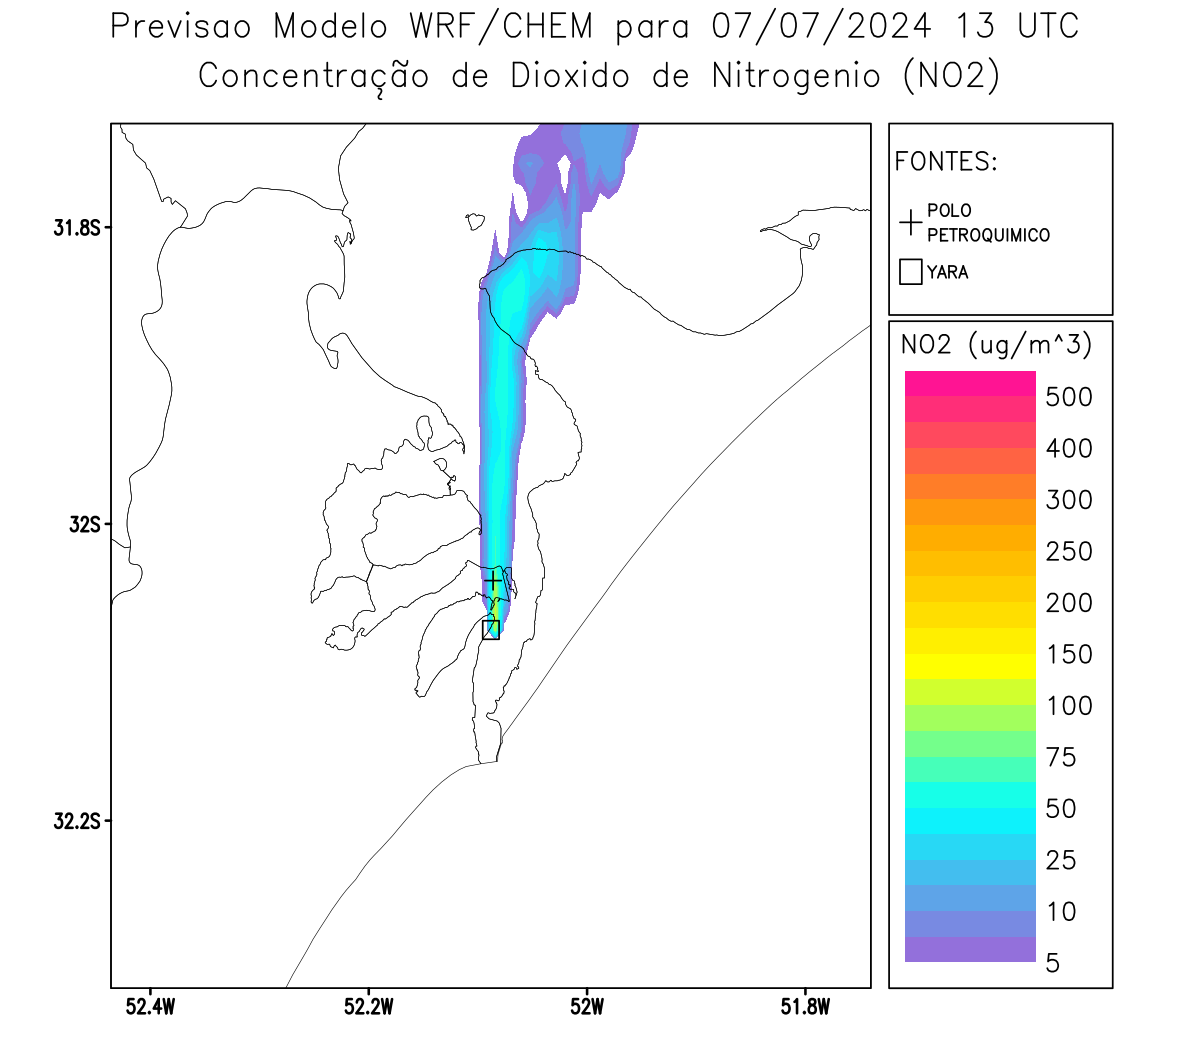 Previsao Modelo WRF/CHEM para 07/07/2024 13 UTC
Concentração de Dioxido de Nitrogenio (NO2)
FONTES:
POLO
PETROQUIMICO
YARA
NO2 (ug/m^3)
500
400
300
250
200
150
100
75
50
25
10
5
31.8S
32S
32.2S
52.4W
52.2W
52W
51.8W